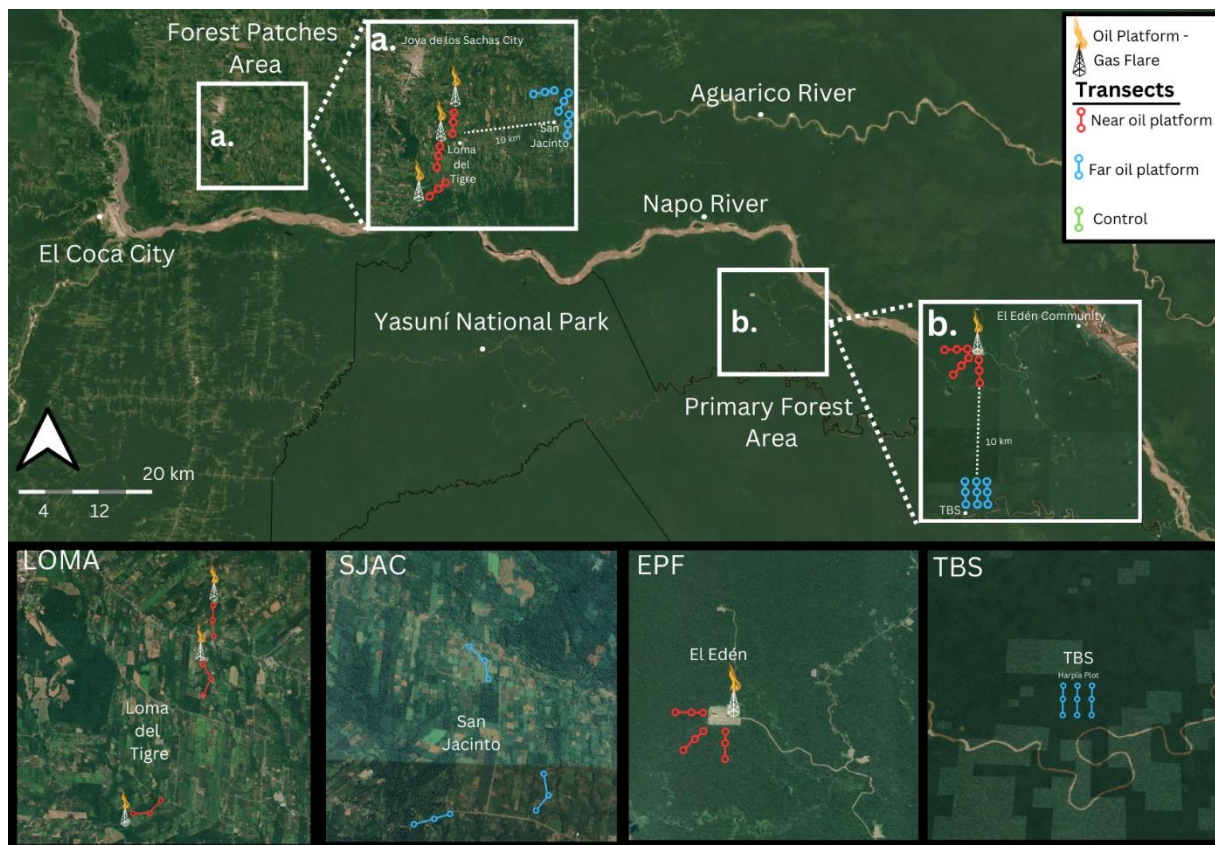 Forest Patches
Area
a.
a.
Joya de los Sachas City
10 km
San
Jacinto
Loma
del
Tigre
Oil Platform -
Gas Flare
Transects
Near oil platform
Far oil platform
Control
Aguarico River
Napo River
El Coca City
Yasuní National Park
b.
b.
El Edén Community
10 km
TBS
Primary Forest
Area
20 km
4
12
LOMA
Loma
del
Tigre
SJAC
San
Jacinto
EPF
El Edén
TBS
TBS
Harpia Plot